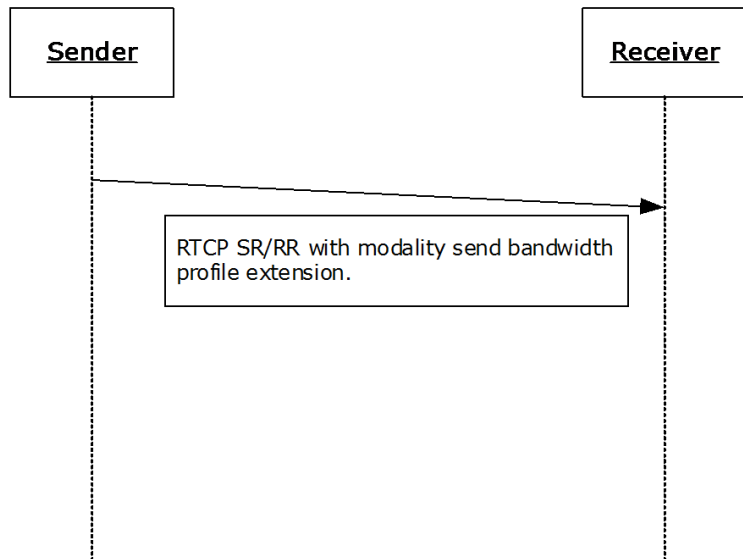 Sender
Receiver
RTCP SR/RR with modality send bandwidth
profile extension.